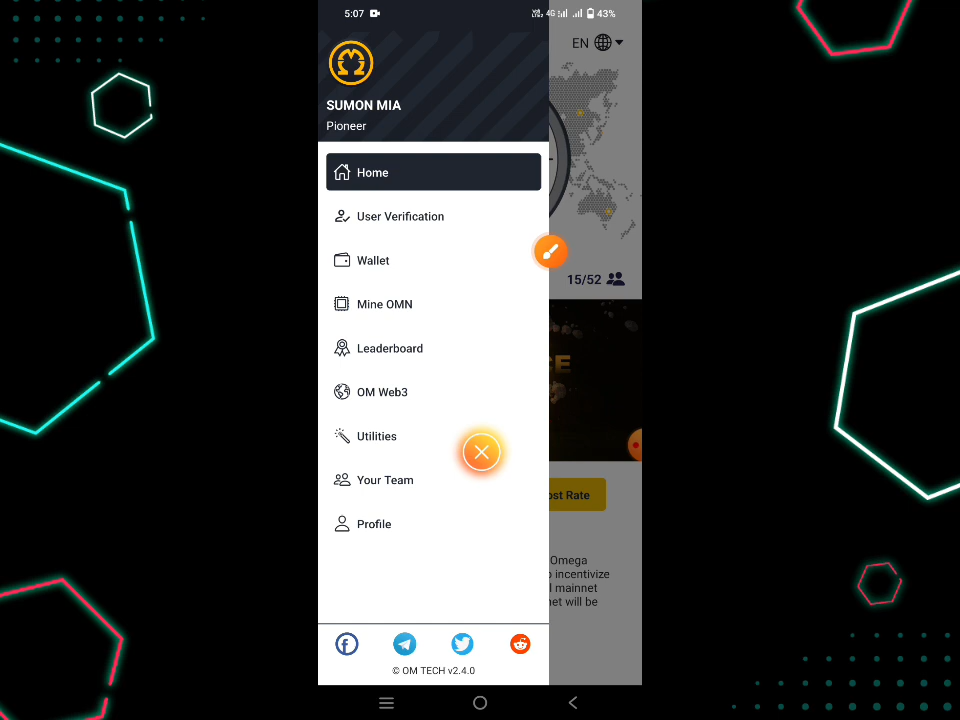 5:07
4G
43%
EN
SUMON MIA
Pioneer
Home
User Verification
Wallet
15/52
Mine OMN
Leaderboard
OM Web3
Utilities
Your Team
ost Rate
Profile
Omega
incentivize
mainnet
net will be
© OM TECH v2.4.0